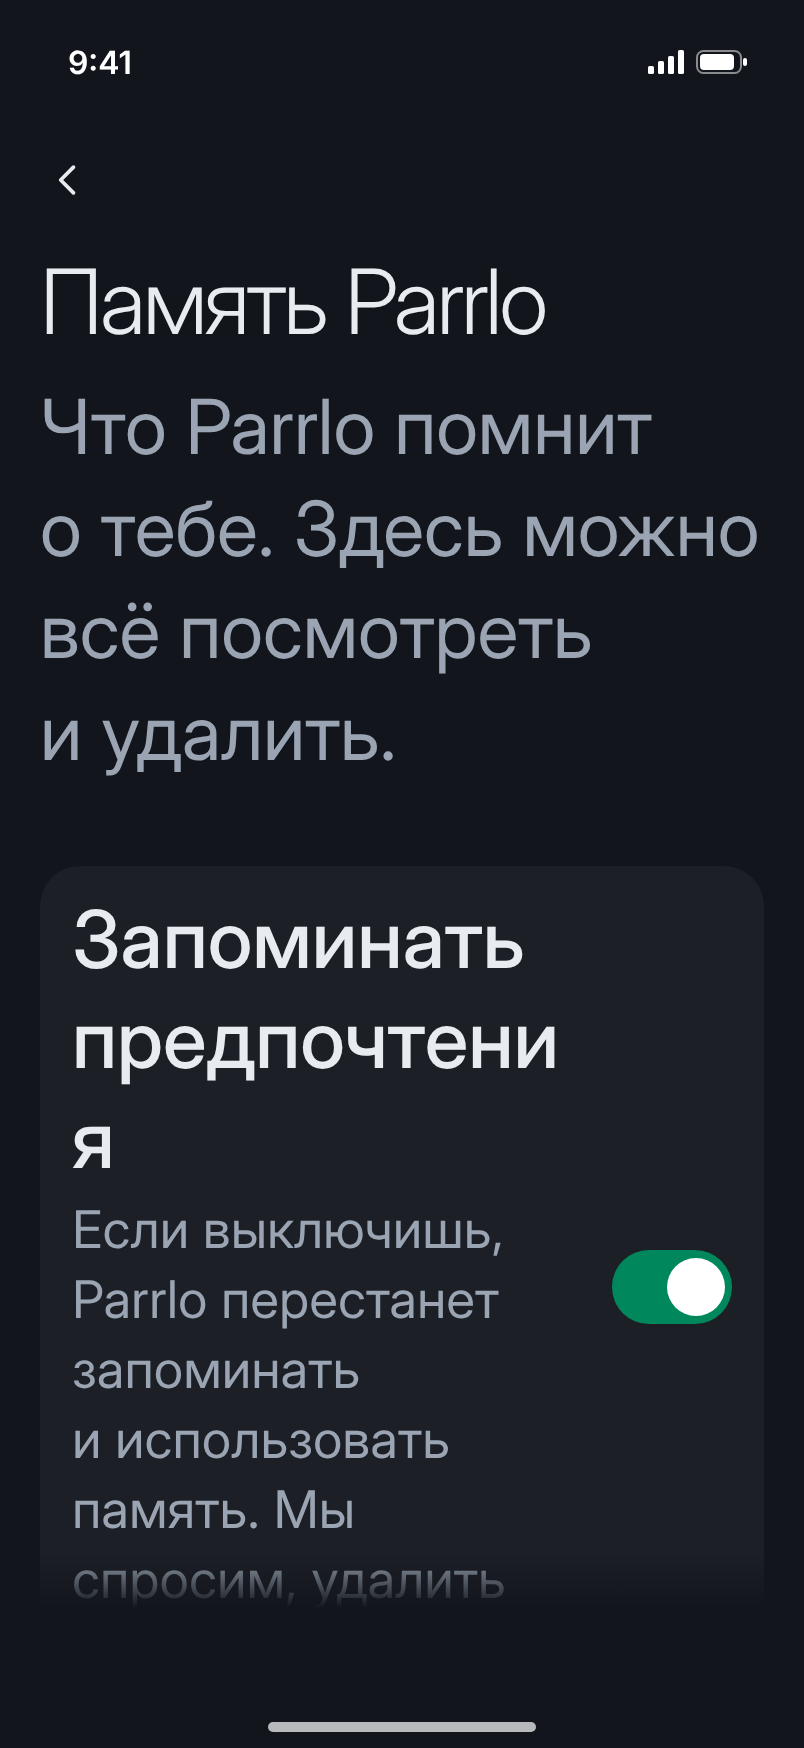 9:41
Память Parrlo
Что Parrlo помнит
о тебе. Здесь можно
всё посмотреть
и удалить.
Запоминать
предпочтени
я
Если выключишь,
Parrlo перестанет
запоминать
и использовать
память. Мы
спросим, удалить